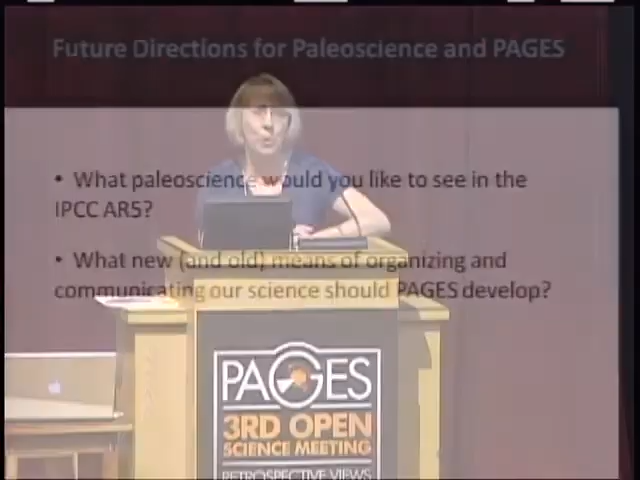 Future Directions for Paleoscience and PAGES
• What paleoscience would you like to see in the
IPCC AR5?
• What new (and old) means of organizing and
communicating our science should PAGES develop?
PAGES
3RD OPEN
SCIENCE MEETING
RETROSPECTIVE VIEWS